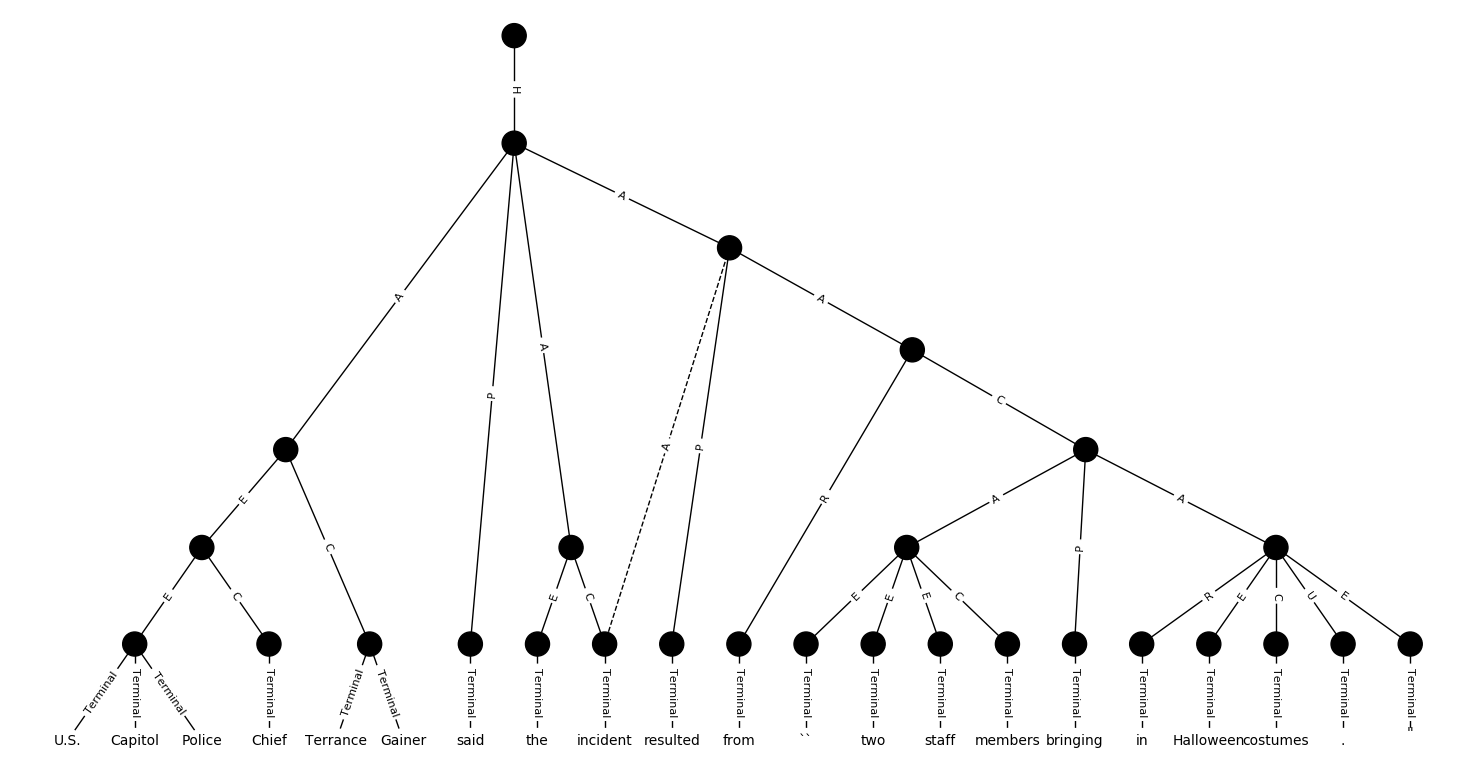 H
A
A
A
A
P
A
P
R
C
E
C
A
P
A
E
C
E
C
E
E
E
C
R
E
C
U
E
Terminal Terminal Terminal Terminal Terminal Terminal Terminal Terminal Terminal Terminal Terminal Terminal Terminal Terminal Terminal Terminal Terminal Terminal Terminal Terminal Terminal
U.S. Capitol Police Chief Terrance Gainer said the incident resulted from `` two staff members bringing in Halloween costumes .